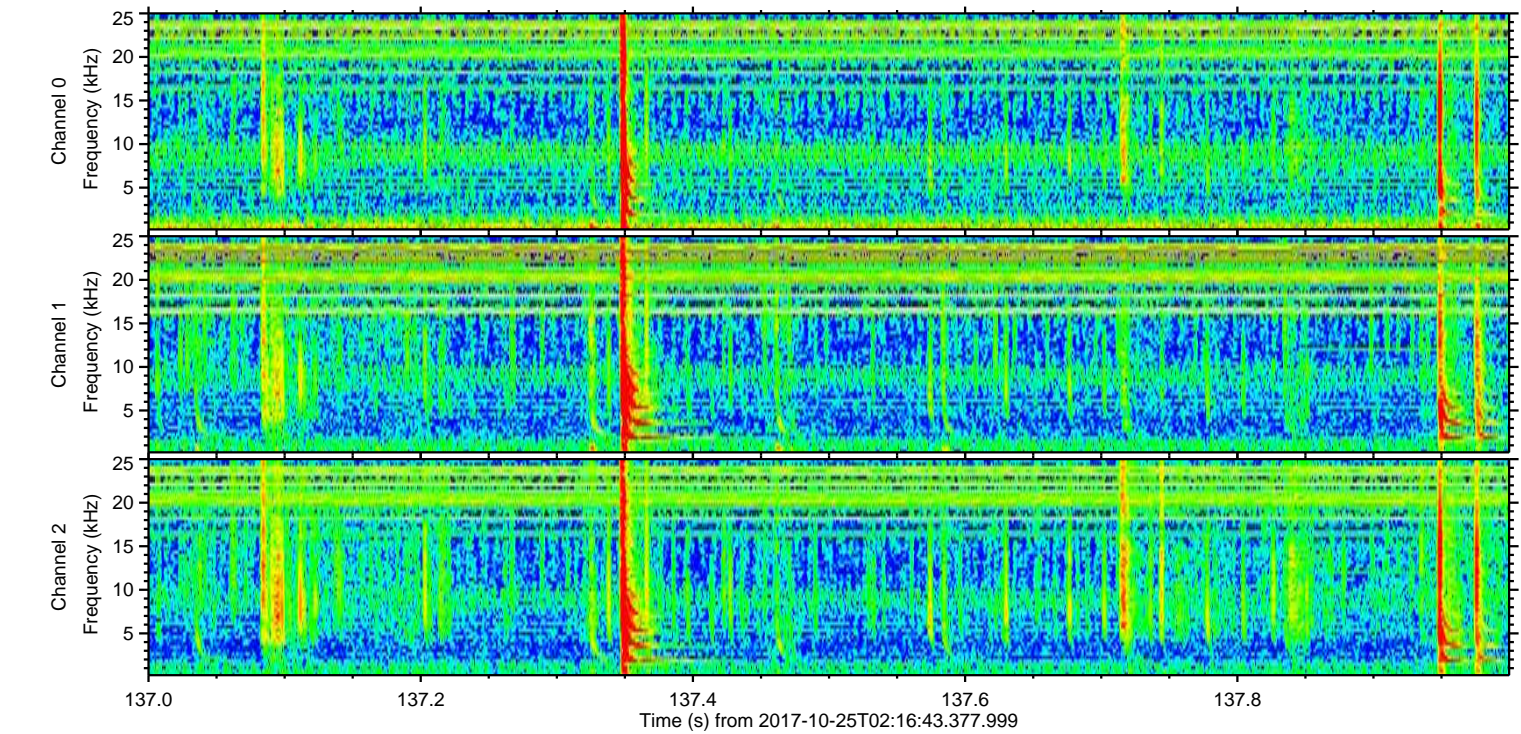 Channel 0
Frequency (kHz)
25
20
15
10
5
Channel 1
Frequency (kHz)
25
20
15
10
5
Channel 2
Frequency (kHz)
25
20
15
10
5
137.0 137.2 137.4 137.6 137.8
Time (s) from 2017-10-25T02:16:43.377.999